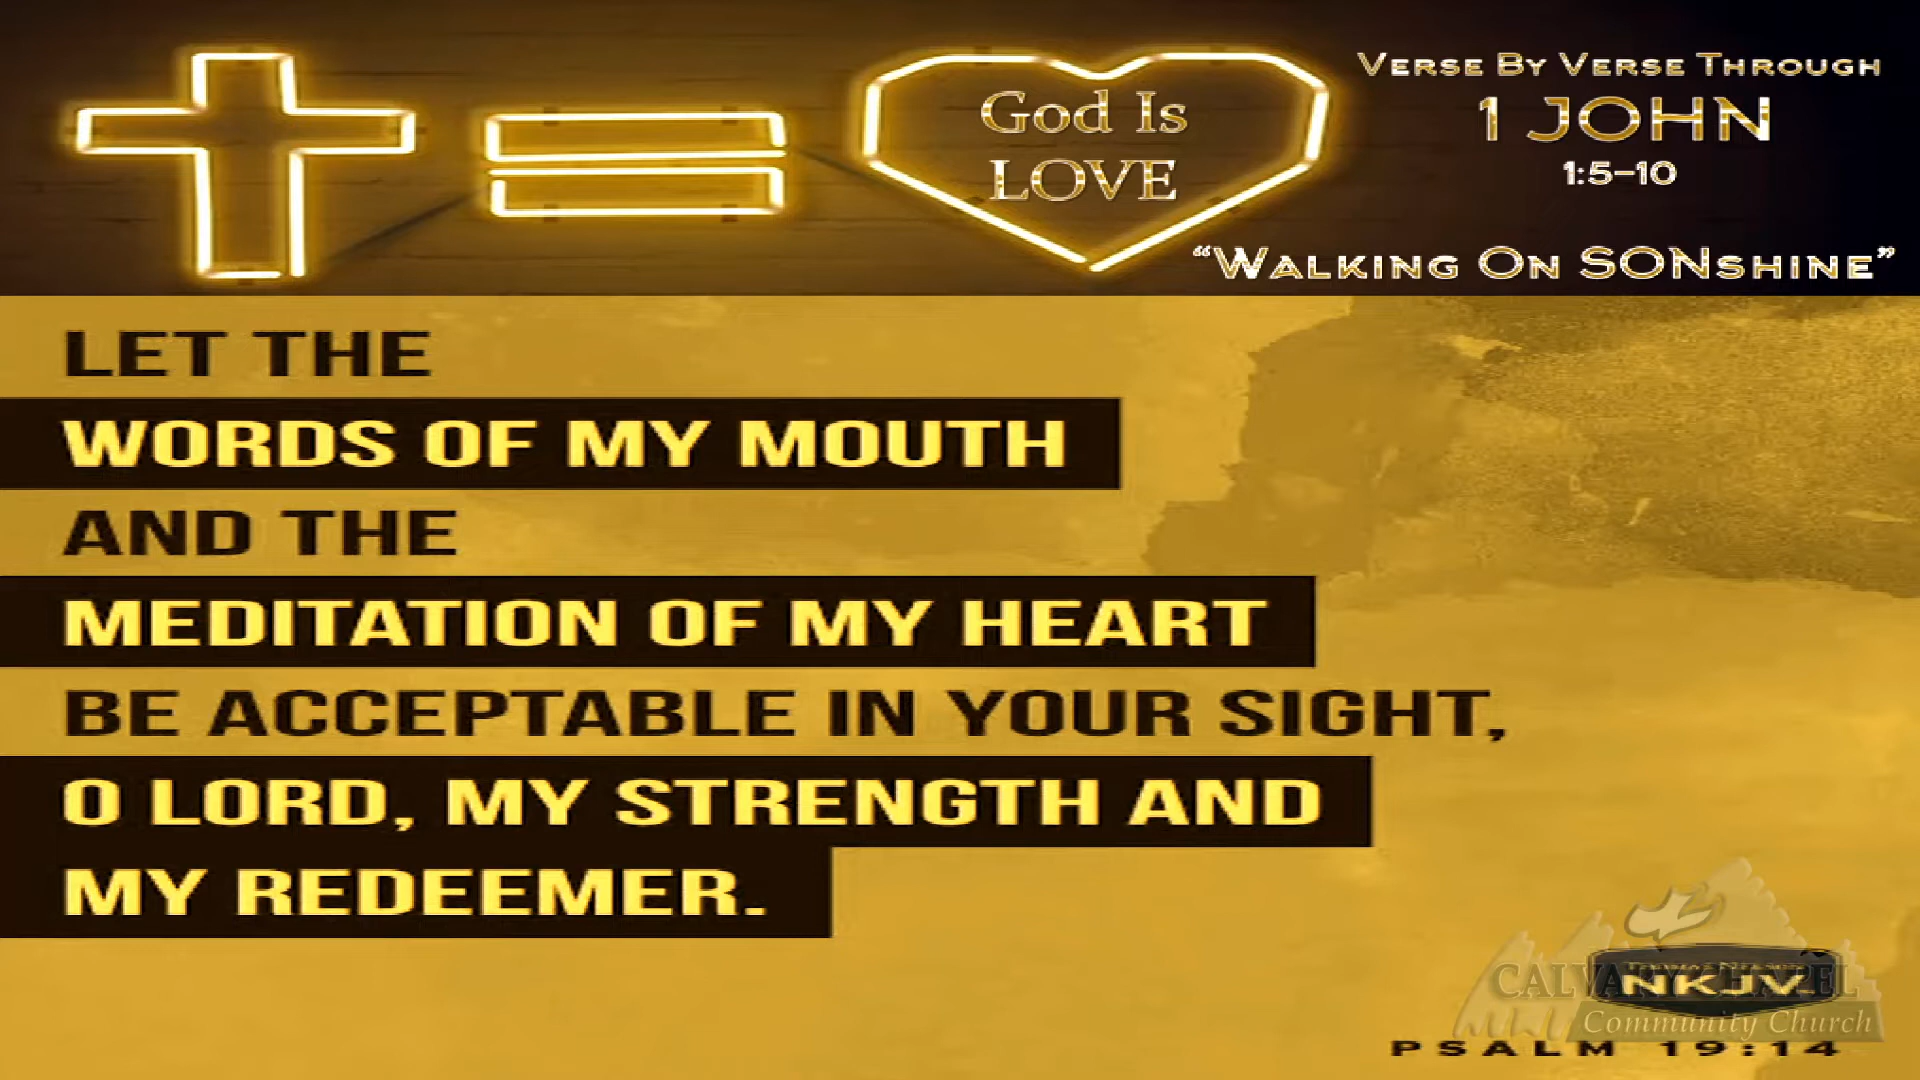 God Is
LOVE
VERSE BY VERSE THROUGH
1 JOHN
1:5-10
“WALKING ON SONSHINE”
LET THE
WORDS OF MY MOUTH
AND THE
MEDITATION OF MY HEART
BE ACCEPTABLE IN YOUR SIGHT,
O LORD, MY STRENGTH AND
MY REDEEMER.
CALVARY CHAPEL
NKJV
Community Church
PSALM 19:14